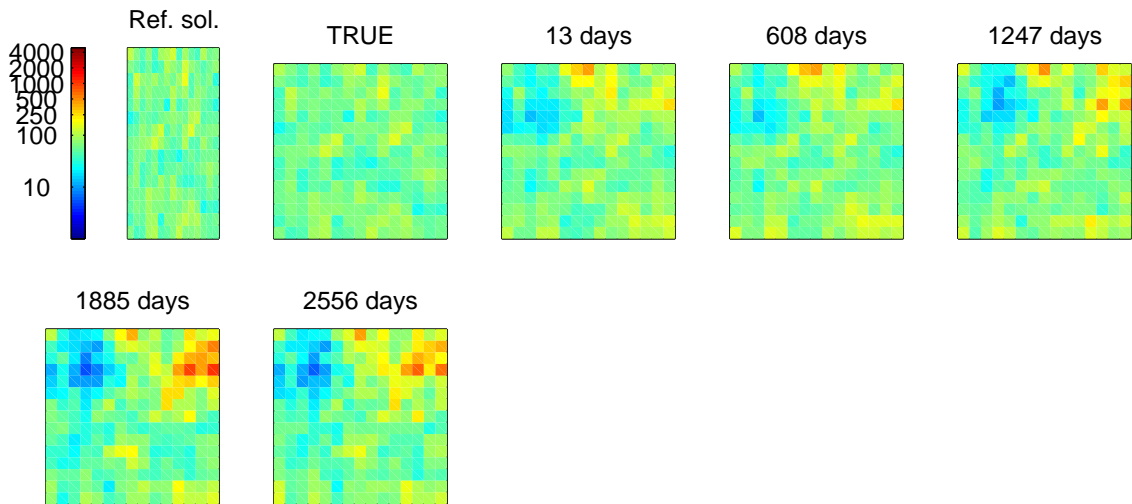 Ref. sol.
TRUE
13 days
608 days
1247 days
4000
2000
1000
500
250
100
10
1885 days
2556 days